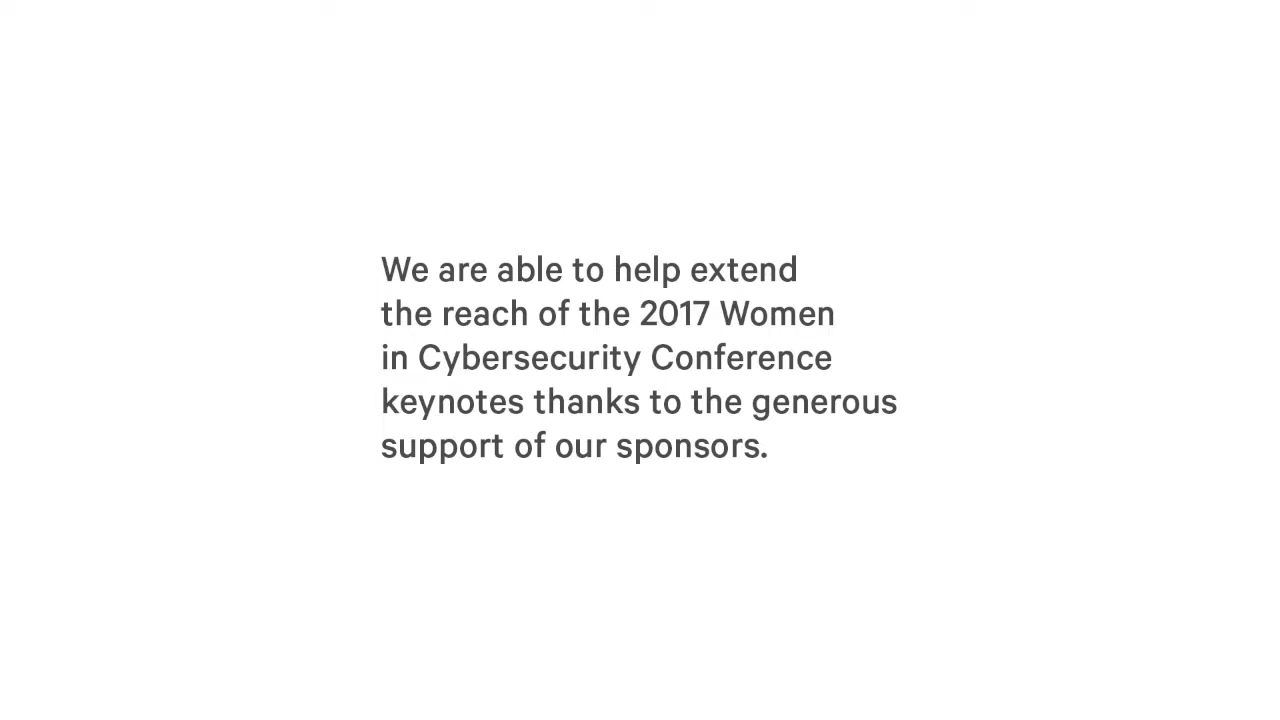 We are able to help extend
the reach of the 2017 Women
in Cybersecurity Conference
keynotes thanks to the generous
support of our sponsors.